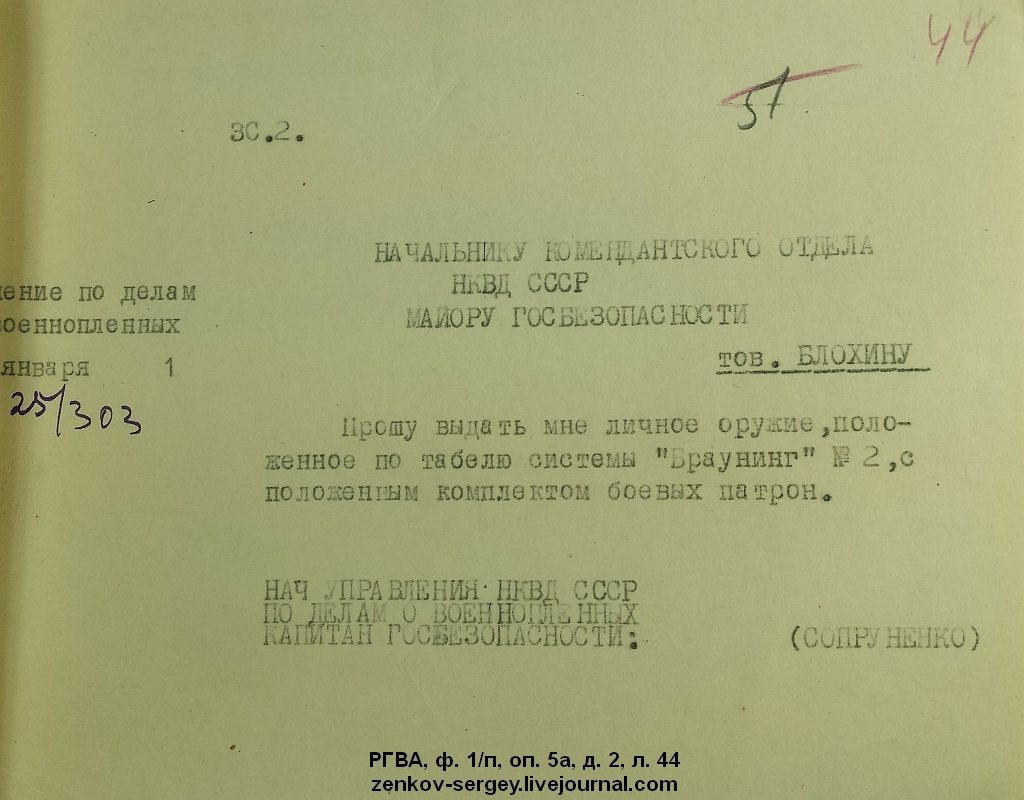 44
57
ЗС.2.
НАЧАЛЬНИКУ КОМЕНДАНТСКОГО ОТДЕЛА
НКВД СССР
МАЙОРУ ГОСБЕЗОПАСНОСТИ
тов. БЛОХИНУ
ение по делам
военнопленных
января 1
25/303
Прошу выдать мне личное оружие,поло-
женное по табелю системы "Браунинг" № 2,с
положенным комплектом боевых патрон.
НАЧ УПРАВЛЕНИЯ НКВД СССР
ПО ДЕЛАМ О ВОЕННОПЛЕННЫХ
КАПИТАН ГОСБЕЗОПАСНОСТИ:
(СОПРУНЕНКО)
РГВА, ф. 1/п, оп. 5а, д. 2, л. 44
zenkov-sergey.livejournal.com